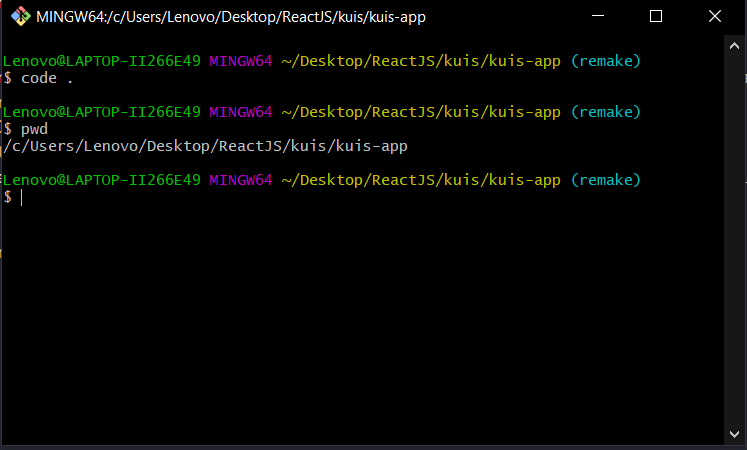 MINGW64:/c/Users/Lenovo/Desktop/ReactJS/kuis/kuis-app
Lenovo@LAPTOP-II266E49 MINGW64 ~/Desktop/ReactJS/kuis/kuis-app (remake)
$ code .
Lenovo@LAPTOP-II266E49 MINGW64 ~/Desktop/ReactJS/kuis/kuis-app (remake)
$ pwd
/c/Users/Lenovo/Desktop/ReactJS/kuis/kuis-app
Lenovo@LAPTOP-II266E49 MINGW64 ~/Desktop/ReactJS/kuis/kuis-app (remake)
$